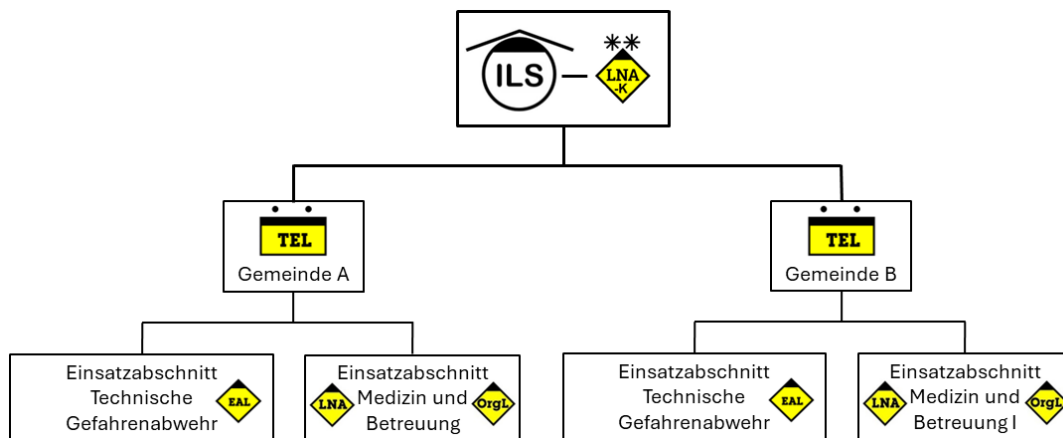 ILS
LNA
-K
TEL
Gemeinde A
TEL
Gemeinde B
Einsatzabschnitt
Technische
Gefahrenabwehr
EAL
Einsatzabschnitt
Medizin und
Betreuung
LNA
OrgL
Einsatzabschnitt
Technische
Gefahrenabwehr
EAL
Einsatzabschnitt
Medizin und
Betreuung I
LNA
OrgL